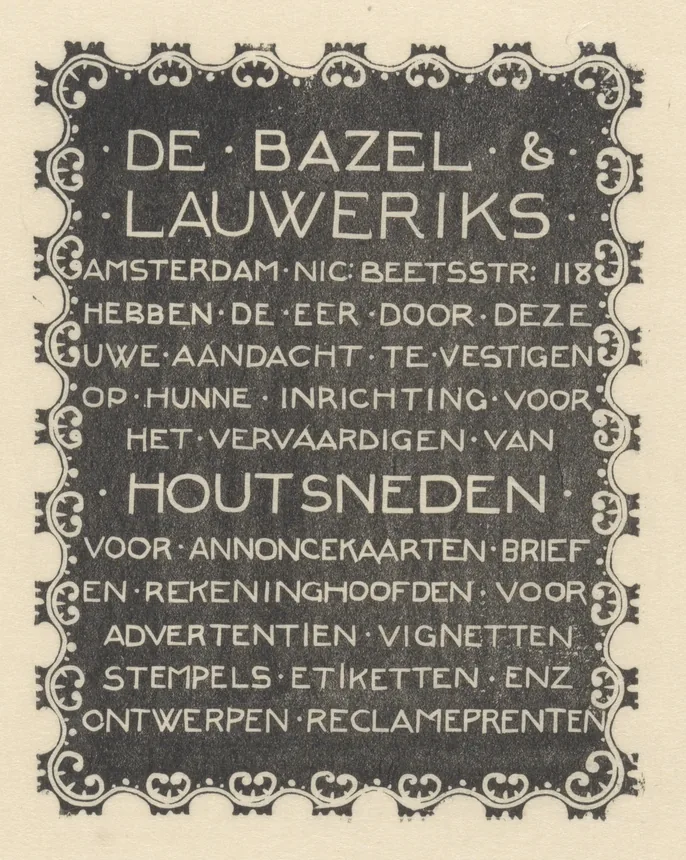 · DE · BAZEL · & ·
· LAUWERIKS ·
AMSTERDAM · NIC: BEETSSTR: 118
HEBBEN · DE · EER · DOOR · DEZE
UWE · AANDACHT · TE · VESTIGEN
OP · HUNNE · INRICHTING · VOOR
HET · VERVAARDIGEN · VAN
· HOUTSNEDEN ·
VOOR · ANNONCEKAARTEN · BRIEF
EN · REKENINGHOOFDEN · VOOR
ADVERTENTIEN · VIGNETTEN
STEMPELS · ETIKETTEN · ENZ
ONTWERPEN · RECLAMEPRENTEN